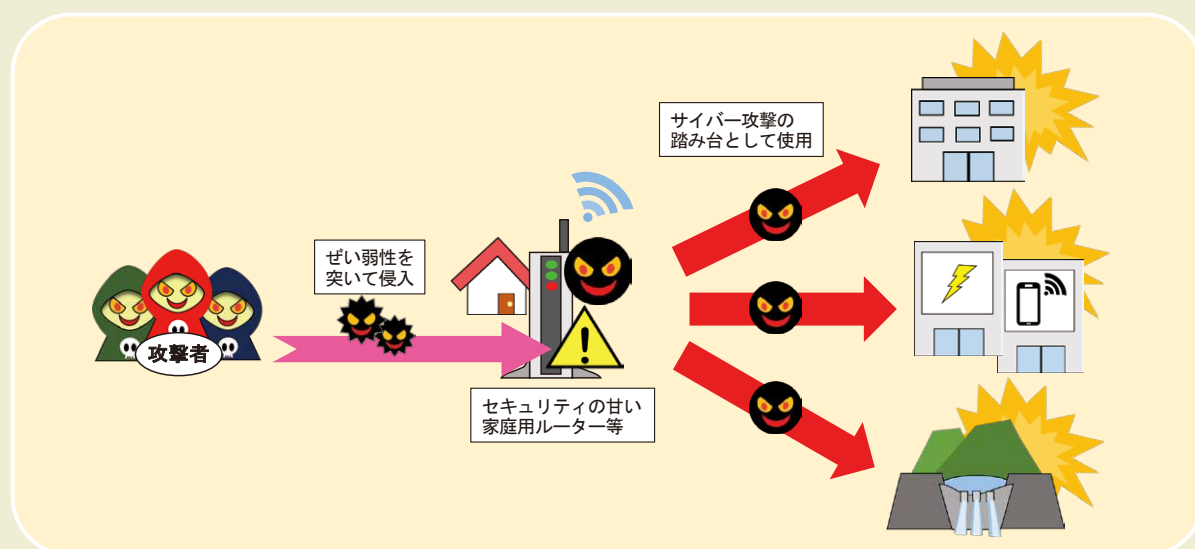 サイバー攻撃の
踏み台として使用
ぜい弱性を
突いて侵入
攻撃者
セキュリティの甘い
家庭用ルーター等